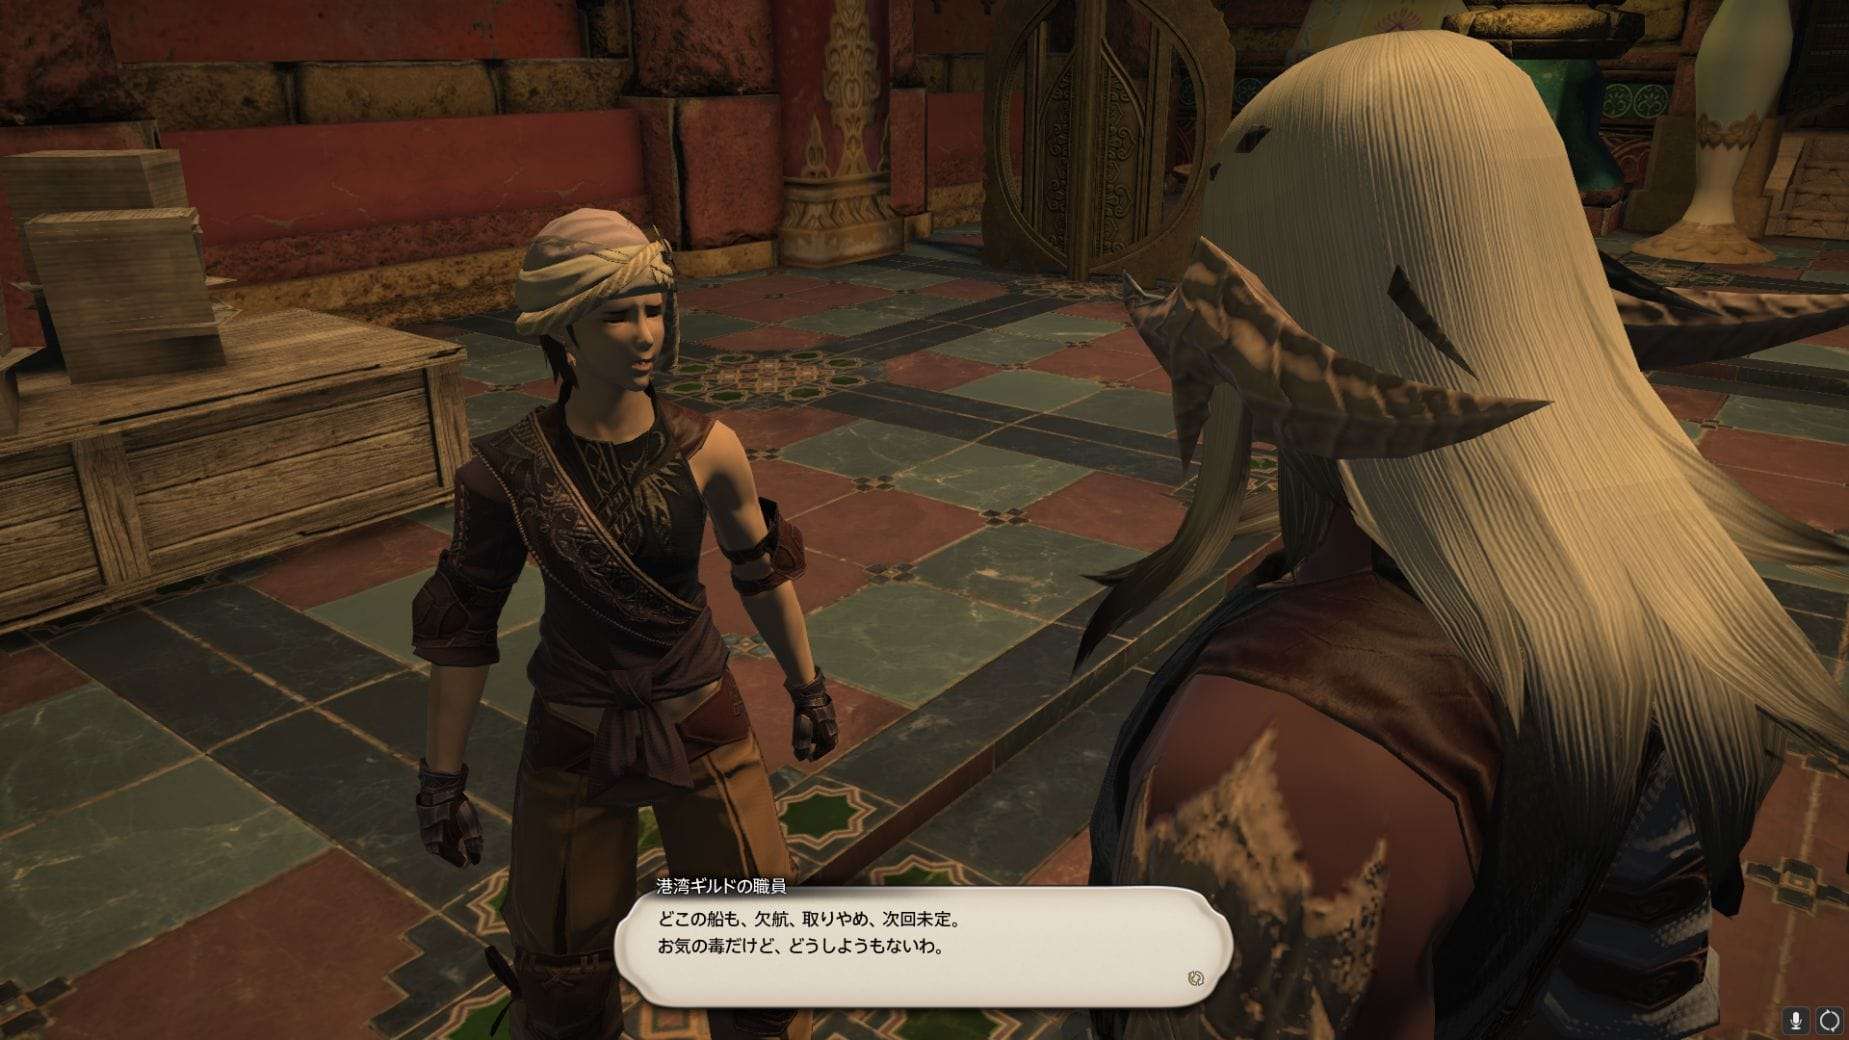 港湾ギルドの職員
どこの船も、欠航、取りやめ、次回未定。
お気の毒だけど、どうしようもないわ。